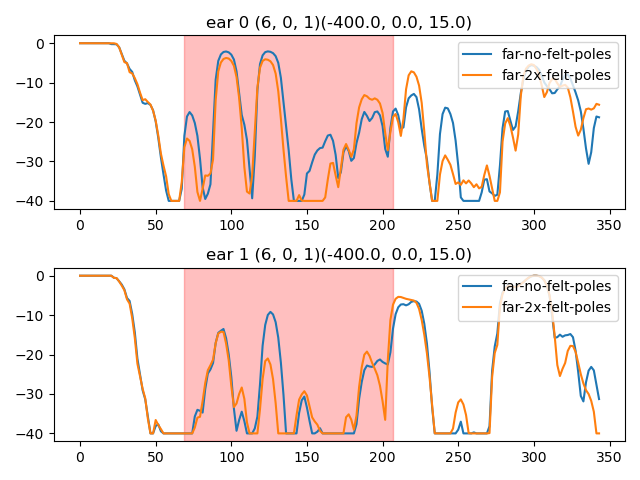 ear 0 (6, 0, 1)(-400.0, 0.0, 15.0)
0
−10
−20
−30
−40
far-no-felt-poles
far-2x-felt-poles
0 50 100 150 200 250 300 350
ear 1 (6, 0, 1)(-400.0, 0.0, 15.0)
0
−10
−20
−30
−40
far-no-felt-poles
far-2x-felt-poles
0 50 100 150 200 250 300 350